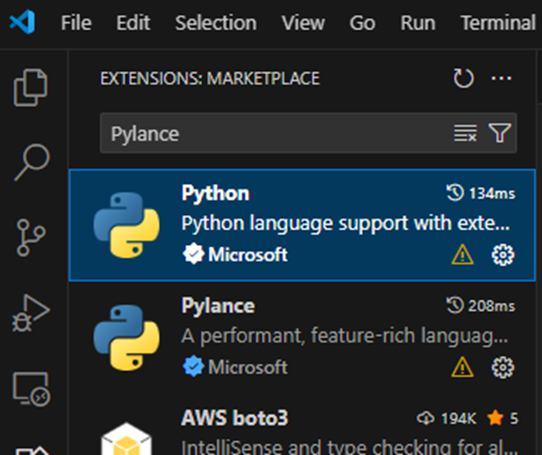 File Edit Selection View Go Run Terminal
EXTENSIONS: MARKETPLACE
Pylance
Python 134ms
Python language support with exte...
Microsoft
Pylance 208ms
A performant, feature-rich languag...
Microsoft
AWS boto3 194K 5
IntelliSense and type checking for al...